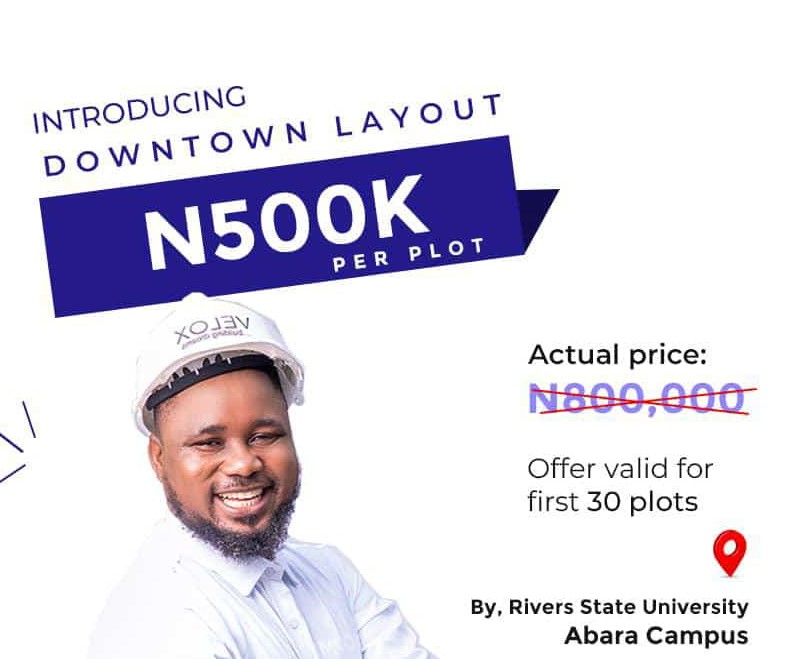 INTRODUCING
DOWNTOWN LAYOUT
N500K
PER PLOT
VELOX
Actual price:
N800,000
Offer valid for
first 30 plots
By, Rivers State University
Abara Campus